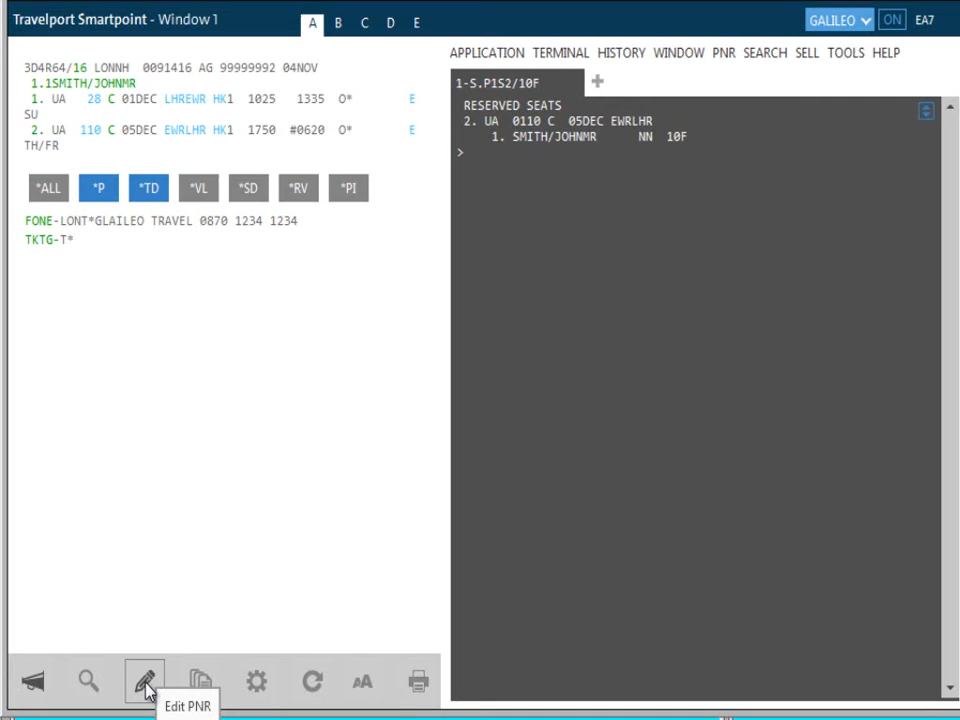 Travelport Smartpoint - Window 1
A B C D E
GALILEO ON EA7
APPLICATION TERMINAL HISTORY WINDOW PNR SEARCH SELL TOOLS HELP
3D4R64/16 LONNH 0091416 AG 99999992 04NOV
1.1SMITH/JOHNMR
1. UA 28 C 01DEC LHREWR HK1 1025 1335 O* E
SU
2. UA 110 C 05DEC EWRLHR HK1 1750 #0620 O* E
TH/FR
*ALL *P *TD *VL *SD *RV *PI
FONE-LONT*GLAILEO TRAVEL 0870 1234 1234
TKTG-T*
1-S.P1S2/10F +
RESERVED SEATS
2. UA 0110 C 05DEC EWRLHR
1. SMITH/JOHNMR NN 10F
>
AA
Edit PNR